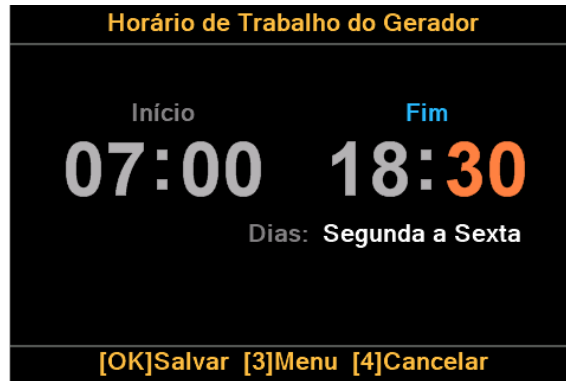 Horário de Trabalho do Gerador
Início Fim
07:00 18:30
Dias: Segunda a Sexta
[OK]Salvar [3]Menu [4]Cancelar